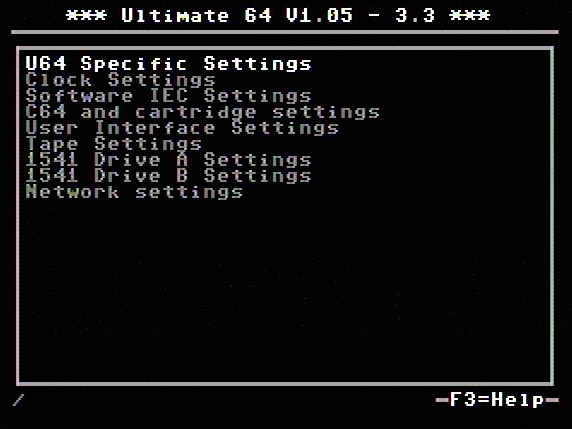 *** Ultimate 64 V1.05 - 3.3 ***
U64 Specific Settings
Clock Settings
Software IEC Settings
C64 and cartridge settings
User Interface Settings
Tape Settings
1541 Drive A Settings
1541 Drive B Settings
Network settings
/
F3=Help